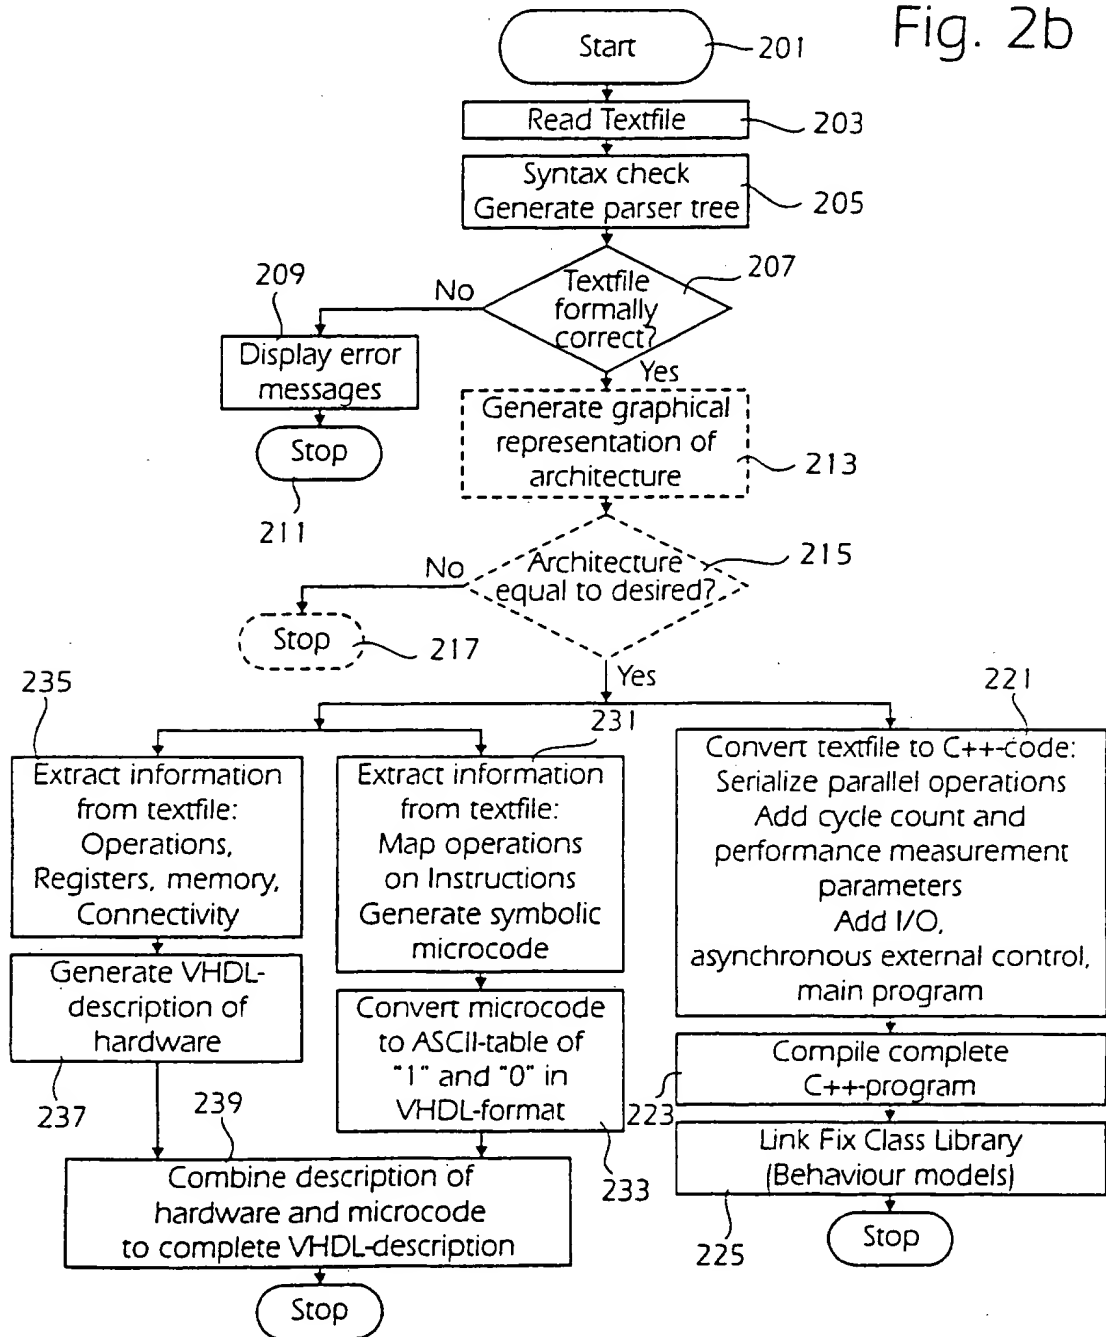 Fig. 2b
Start
201
Read Textfile
203
Syntax check
Generate parser tree
205
Textfile
formally
correct?
207
No
209
Display error
messages
Stop
211
Yes
Generate graphical
representation of
architecture
213
Architecture
equal to desired?
215
No
Stop
217
Yes
235
Extract information
from textfile:
Operations,
Registers, memory,
Connectivity
Generate VHDL-
description of
hardware
237
231
Extract information
from textfile:
Map operations
on Instructions
Generate symbolic
microcode
Convert microcode
to ASCII-table of
"1" and "0" in
VHDL-format
233
239
Combine description of
hardware and microcode
to complete VHDL-description
Stop
221
Convert textfile to C++-code:
Serialize parallel operations
Add cycle count and
performance measurement
parameters
Add I/O,
asynchronous external control,
main program
Compile complete
C++-program
223
Link Fix Class Library
(Behaviour models)
225
Stop